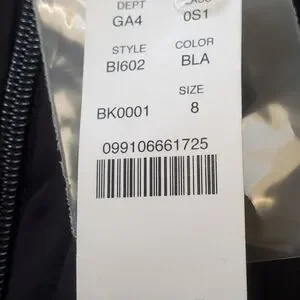 DEPT
GA4 0S1
STYLE COLOR
BI602 BLA
SIZE
BK0001 8
099106661725